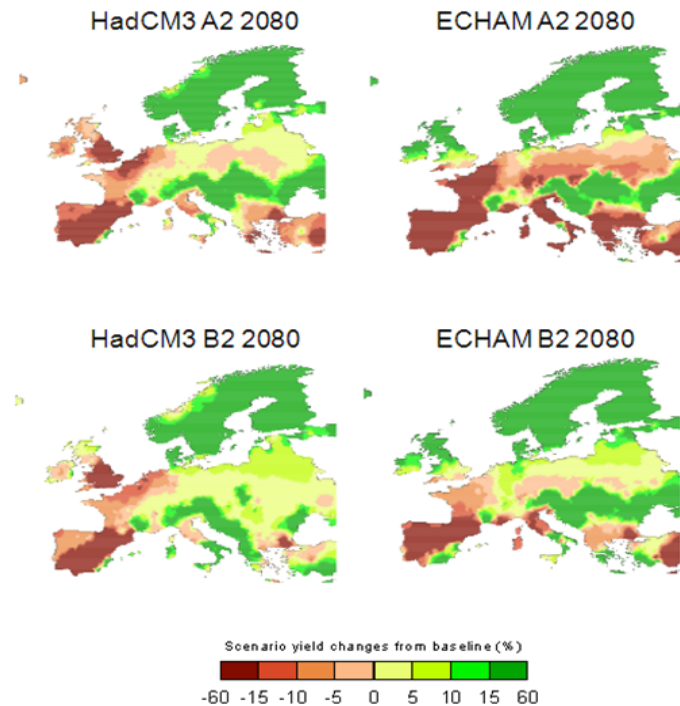 HadCM3 A2 2080
ECHAM A2 2080
HadCM3 B2 2080
ECHAM B2 2080
Scenario yield changes from baseline (%)
-60 -15 -10 -5 0 5 10 15 60